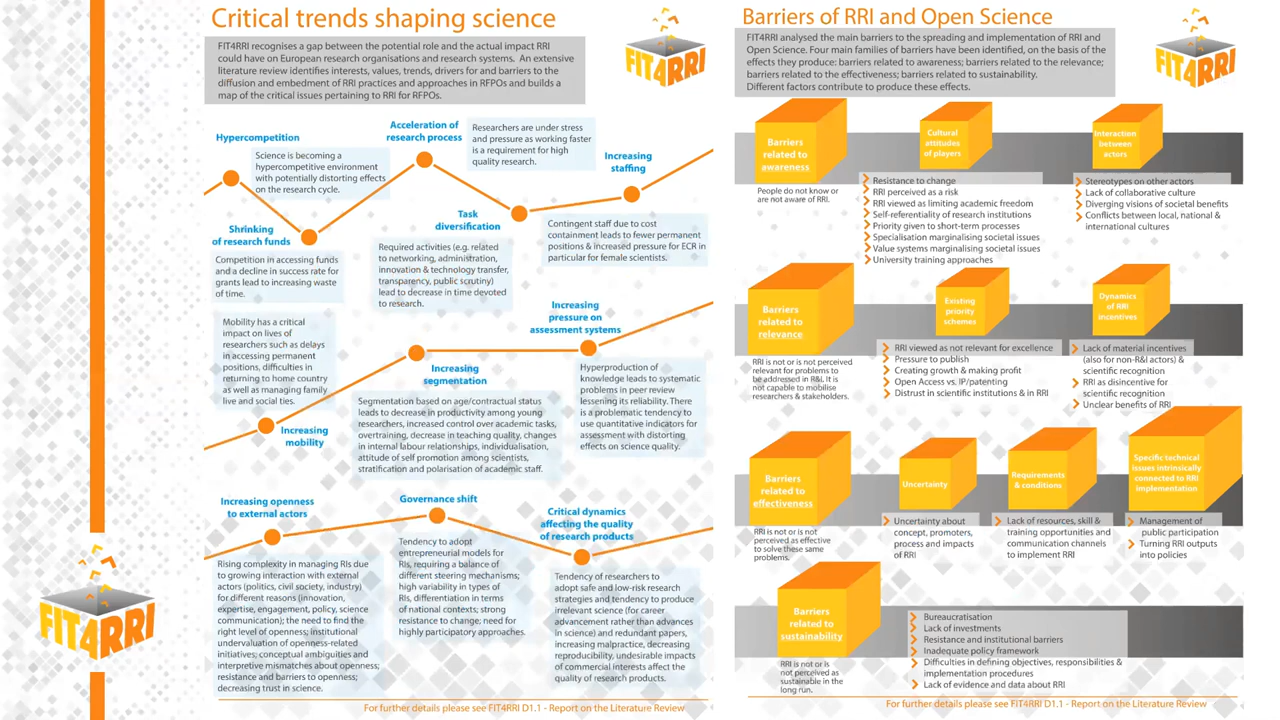 Critical trends shaping science
FIT4RRI recognises a gap between the potential role and the actual impact RRI
could have on European research organisations and research systems. An extensive
literature review identifies interests, values, trends, drivers for and barriers to the
diffusion and embedment of RRI practices and approaches in RFPOs and builds a
map of the critical issues pertaining to RRI for RFPOs.
FIT4RRI
Hypercompetition
Science is becoming a
hypercompetitive environment
with potentially distorting effects
on the research cycle.
Acceleration of
research process
Researchers are under stress
and pressure as working faster
is a requirement for high
quality research.
Increasing
staffing
Shrinking
of research funds
Competition in accessing funds
and a decline in success rate for
grants lead to increasing waste
of time.
Task
diversification
Required activities (e.g. related
to networking, administration,
innovation & technology transfer,
transparency, public scrutiny)
lead to decrease in time devoted
to research.
Contingent staff due to cost
containment leads to fewer permanent
positions & increased pressure for ECR in
particular for female scientists.
Mobility has a critical
impact on lives of
researchers such as delays
in accessing permanent
positions, difficulties in
returning to home country
as well as managing family
live and social ties.
Increasing
mobility
Increasing
segmentation
Segmentation based on age/contractual status
leads to decrease in productivity among young
researchers, increased control over academic tasks,
overtraining, decrease in teaching quality, changes
in internal labour relationships, individualisation,
attitude of self promotion among scientists,
stratification and polarisation of academic staff.
Increasing
pressure on
assessment systems
Hyperproduction of
knowledge leads to systematic
problems in peer review
lessening its reliability. There
is a problematic tendency to
use quantitative indicators for
assessment with distorting
effects on science quality.
Increasing openness
to external actors
Rising complexity in managing RIs due
to growing interaction with external
actors (politics, civil society, industry)
for different reasons (innovation,
expertise, engagement, policy, science
communication); the need to find the
right level of openness; institutional
undervaluation of openness-related
initiatives; conceptual ambiguities and
interpretive mismatches about openness;
resistance and barriers to openness;
decreasing trust in science.
Governance shift
Tendency to adopt
entrepreneurial models for
RIs, requiring a balance of
different steering mechanisms;
high variability in types of
RIs, differentiation in terms
of national contexts; strong
resistance to change; need for
highly participatory approaches.
Critical dynamics
affecting the quality
of research products
Tendency of researchers to
adopt safe and low-risk research
strategies and tendency to produce
irrelevant science (for career
advancement rather than advances
in science) and redundant papers,
increasing malpractice, decreasing
reproducibility, undesirable impacts
of commercial interests affect the
quality of research products.
For further details please see FIT4RRI D1.1 - Report on the Literature Review
FIT4RRI
Barriers of RRI and Open Science
FIT4RRI analysed the main barriers to the spreading and implementation of RRI and
Open Science. Four main families of barriers have been identified, on the basis of the
effects they produce: barriers related to awareness; barriers related to the relevance;
barriers related to the effectiveness; barriers related to sustainability.
Different factors contribute to produce these effects.
FIT4RRI
Barriers
related to
awareness
People do not know or
are not aware of RRI.
Cultural
attitudes
of players
Resistance to change
RRI perceived as a risk
RRI viewed as limiting academic freedom
Self-referentiality of research institutions
Priority given to short-term processes
Specialisation marginalising societal issues
Value systems marginalising societal issues
University training approaches
Interaction
between
actors
Stereotypes on other actors
Lack of collaborative culture
Diverging visions of societal benefits
Conflicts between local, national &
international cultures
Barriers
related to
relevance
RRI is not or is not perceived
relevant for problems to
be addressed in R&I. It is
not capable to mobilise
researchers & stakeholders.
Existing
priority
schemes
RRI viewed as not relevant for excellence
Pressure to publish
Creating growth & making profit
Open Access vs. IP/patenting
Distrust in scientific institutions & in RRI
Dynamics
of RRI
incentives
Lack of material incentives
(also for non-R&I actors) &
scientific recognition
RRI as disincentive for
scientific recognition
Unclear benefits of RRI
Barriers
related to
effectiveness
RRI is not or is not
perceived as effective
to solve these same
problems.
Uncertainty
Uncertainty about
concept, promoters,
process and impacts
of RRI
Requirements
& conditions
Lack of resources, skill &
training opportunities and
communication channels
to implement RRI
Specific technical
issues intrinsically
connected to RRI
implementation
Management of
public participation
Turning RRI outputs
into policies
Barriers
related to
sustainability
RRI is not or is
not perceived as
sustainable in the
long run.
Bureaucratisation
Lack of investments
Resistance and institutional barriers
Inadequate policy framework
Difficulties in defining objectives, responsibilities &
implementation procedures
Lack of evidence and data about RRI
For further details please see FIT4RRI D1.1 - Report on the Literature Review